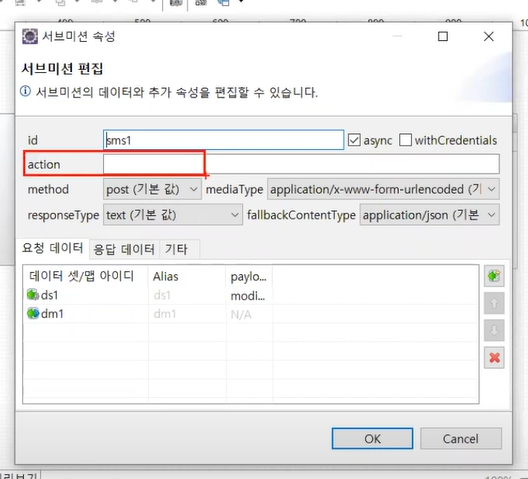 400
700
서브미션 속성
서브미션 편집
서브미션의 데이터와 추가 속성을 편집할 수 있습니다.
id sms1 async withCredentials
action
method post (기본 값) mediaType application/x-www-form-urlencoded (기
responseType text (기본 값) fallbackContentType application/json (기본
요청 데이터 응답 데이터 기타
데이터 셋/맵 아이디 Alias paylo...
ds1 ds1 modi...
dm1 dm1 N/A
OK Cancel
100%